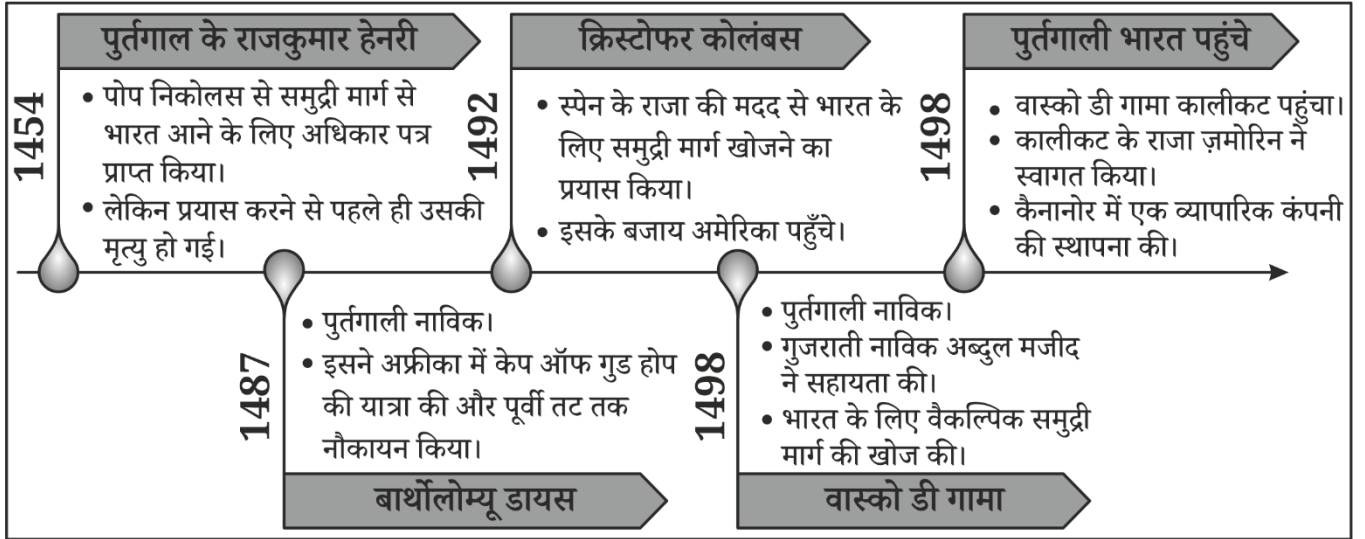 पुर्तगाल के राजकुमार हेनरी
1454
• पोप निकोलस से समुद्री मार्ग से
भारत आने के लिए अधिकार पत्र
प्राप्त किया।
• लेकिन प्रयास करने से पहले ही उसकी
मृत्यु हो गई।
1487
• पुर्तगाली नाविक।
• इसने अफ्रीका में केप ऑफ गुड होप
की यात्रा की और पूर्वी तट तक
नौकायन किया।
बार्थोलोम्यू डायस
क्रिस्टोफर कोलंबस
1492
• स्पेन के राजा की मदद से भारत के
लिए समुद्री मार्ग खोजने का
प्रयास किया।
• इसके बजाय अमेरिका पहुँचे।
1498
• पुर्तगाली नाविक।
• गुजराती नाविक अब्दुल मजीद
ने सहायता की।
• भारत के लिए वैकल्पिक समुद्री
मार्ग की खोज की।
वास्को डी गामा
पुर्तगाली भारत पहुंचे
1498
• वास्को डी गामा कालीकट पहुंचा।
• कालीकट के राजा ज़मोरिन ने
स्वागत किया।
• कैनानोर में एक व्यापारिक कंपनी
की स्थापना की।